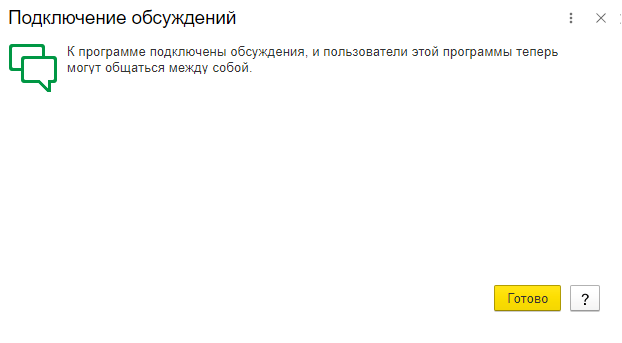 Подключение обсуждений
К программе подключены обсуждения, и пользователи этой программы теперь
могут общаться между собой.
Готово
?